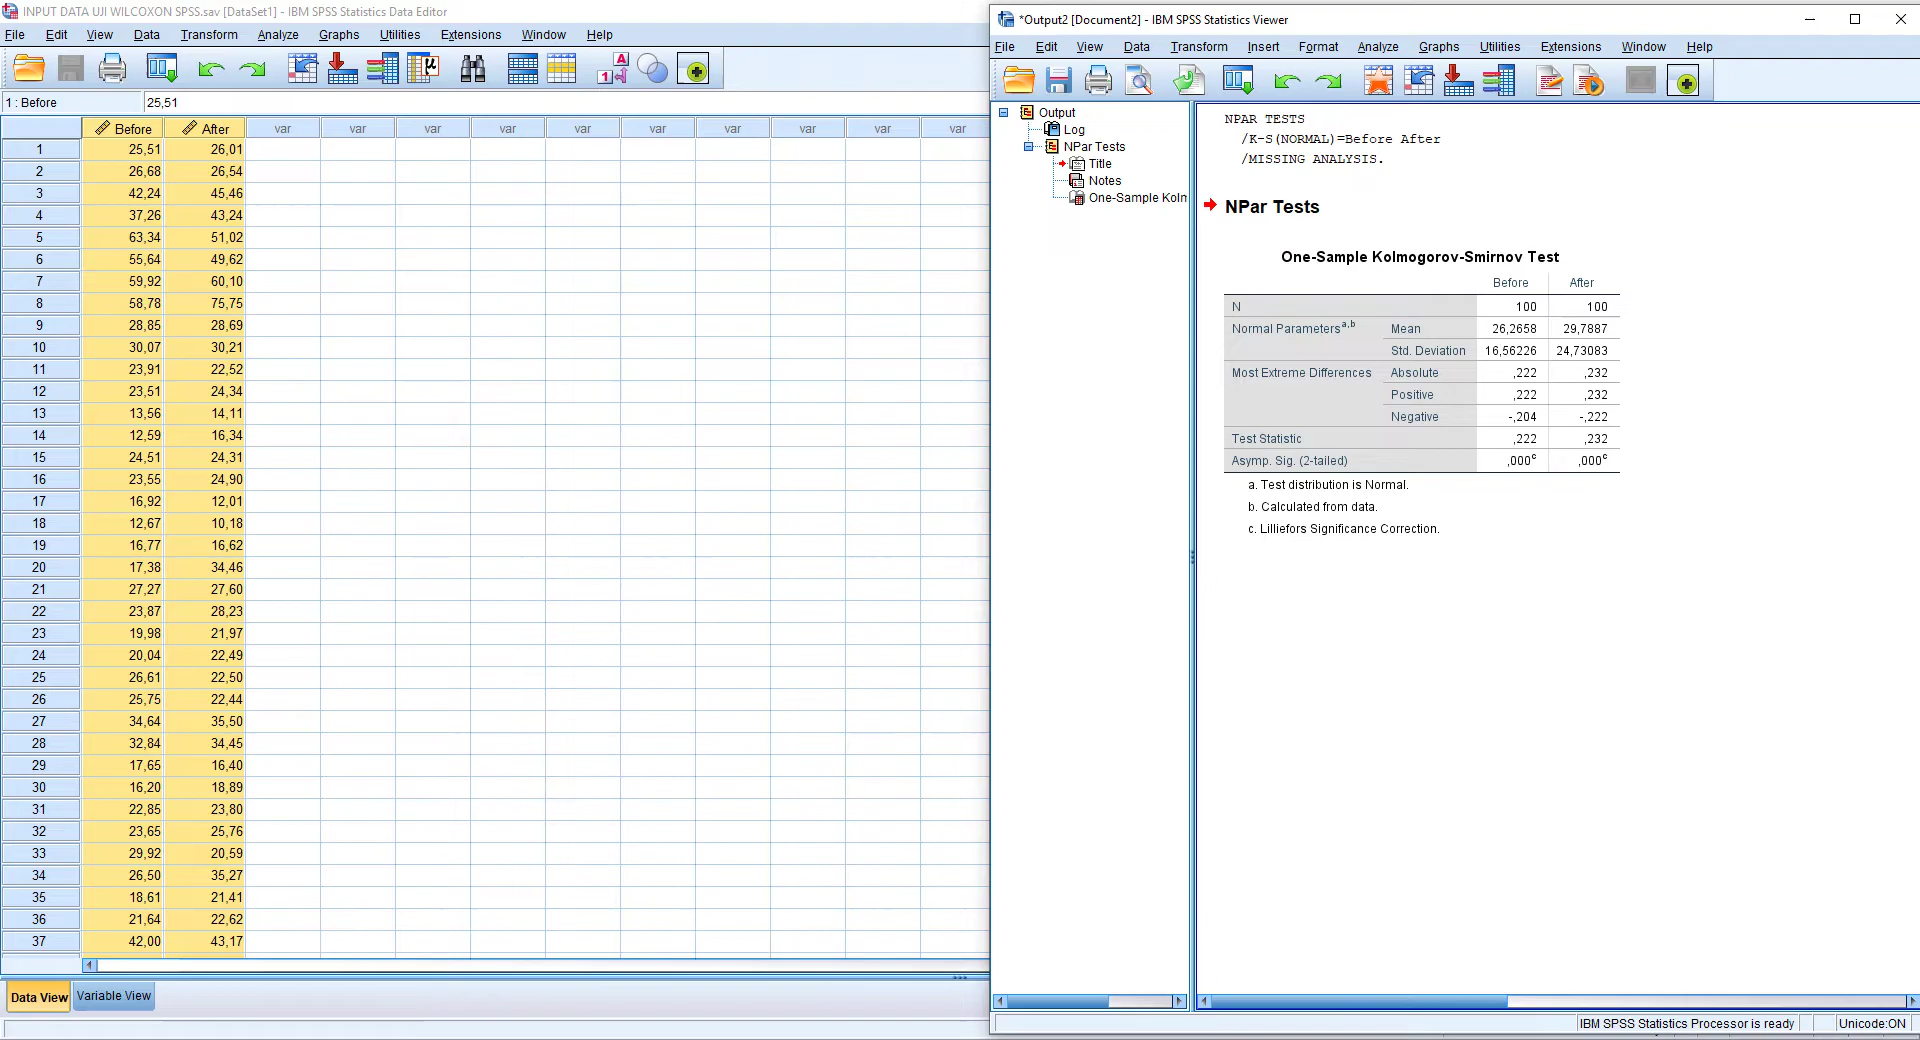 INPUT DATA UJI WILCOXON SPSS.sav [DataSet1] - IBM SPSS Statistics Data Editor
File Edit View Data Transform Analyze Graphs Utilities Extensions Window Help
1 : Before 25,51
Before After var var var var var var var var var var
1 25,51 26,01
2 26,68 26,54
3 42,24 45,46
4 37,26 43,24
5 63,34 51,02
6 55,64 49,62
7 59,92 60,10
8 58,78 75,75
9 28,85 28,69
10 30,07 30,21
11 23,91 22,52
12 23,51 24,34
13 13,56 14,11
14 12,59 16,34
15 24,51 24,31
16 23,55 24,90
17 16,92 12,01
18 12,67 10,18
19 16,77 16,62
20 17,38 34,46
21 27,27 27,60
22 23,87 28,23
23 19,98 21,97
24 20,04 22,49
25 26,61 22,50
26 25,75 22,44
27 34,64 35,50
28 32,84 34,45
29 17,65 16,40
30 16,20 18,89
31 22,85 23,80
32 23,65 25,76
33 29,92 20,59
34 26,50 35,27
35 18,61 21,41
36 21,64 22,62
37 42,00 43,17
Data View Variable View
*Output2 [Document2] - IBM SPSS Statistics Viewer
File Edit View Data Transform Insert Format Analyze Graphs Utilities Extensions Window Help
Output
Log
NPar Tests
Title
Notes
One-Sample Kolm
NPAR TESTS
/K-S(NORMAL)=Before After
/MISSING ANALYSIS.
NPar Tests
One-Sample Kolmogorov-Smirnov Test
Before After
N 100 100
Normal Parameters a,b Mean 26,2658 29,7887
Std. Deviation 16,56226 24,73083
Most Extreme Differences Absolute ,222 ,232
Positive ,222 ,232
Negative -,204 -,222
Test Statistic ,222 ,232
Asymp. Sig. (2-tailed) ,000c ,000c
a. Test distribution is Normal.
b. Calculated from data.
c. Lilliefors Significance Correction.
IBM SPSS Statistics Processor is ready Unicode:ON